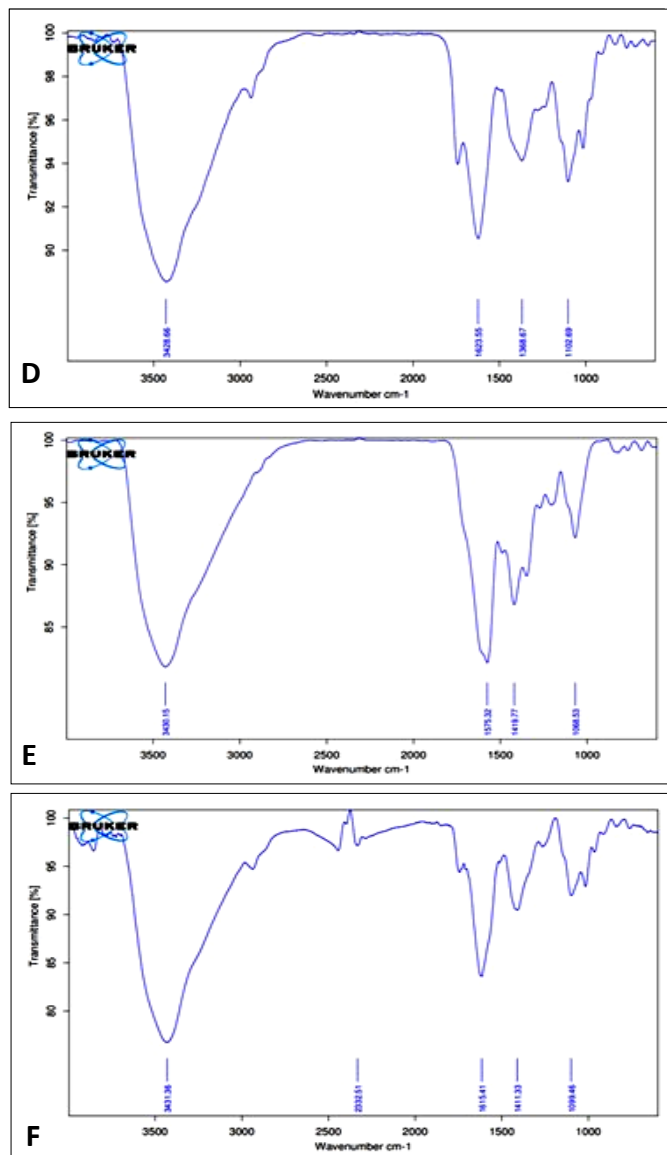 100
98
96
94
92
90
Transmittance [%]
BRUKER
3428.66
1623.55
1368.67
1102.69
3500 3000 2500 2000 1500 1000
Wavenumber cm-1
D
100
95
90
85
Transmittance [%]
BRUKER
3430.15
1575.32
1419.77
1068.53
3500 3000 2500 2000 1500 1000
Wavenumber cm-1
E
100
95
90
80
Transmittance [%]
BRUKER
3431.36
2332.51
1615.41
1411.33
1099.46
3500 3000 2500 2000 1500 1000
Wavenumber cm-1
F